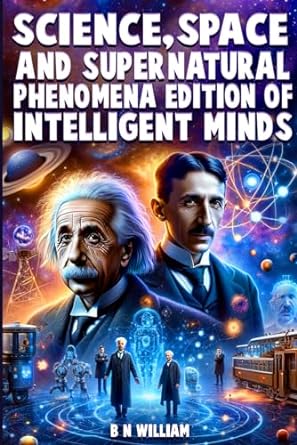 SCIENCE, SPACE
AND SUPERNATURAL
PHENOMENA EDITION OF
INTELLIGENT MINDS
B N WILLIAM